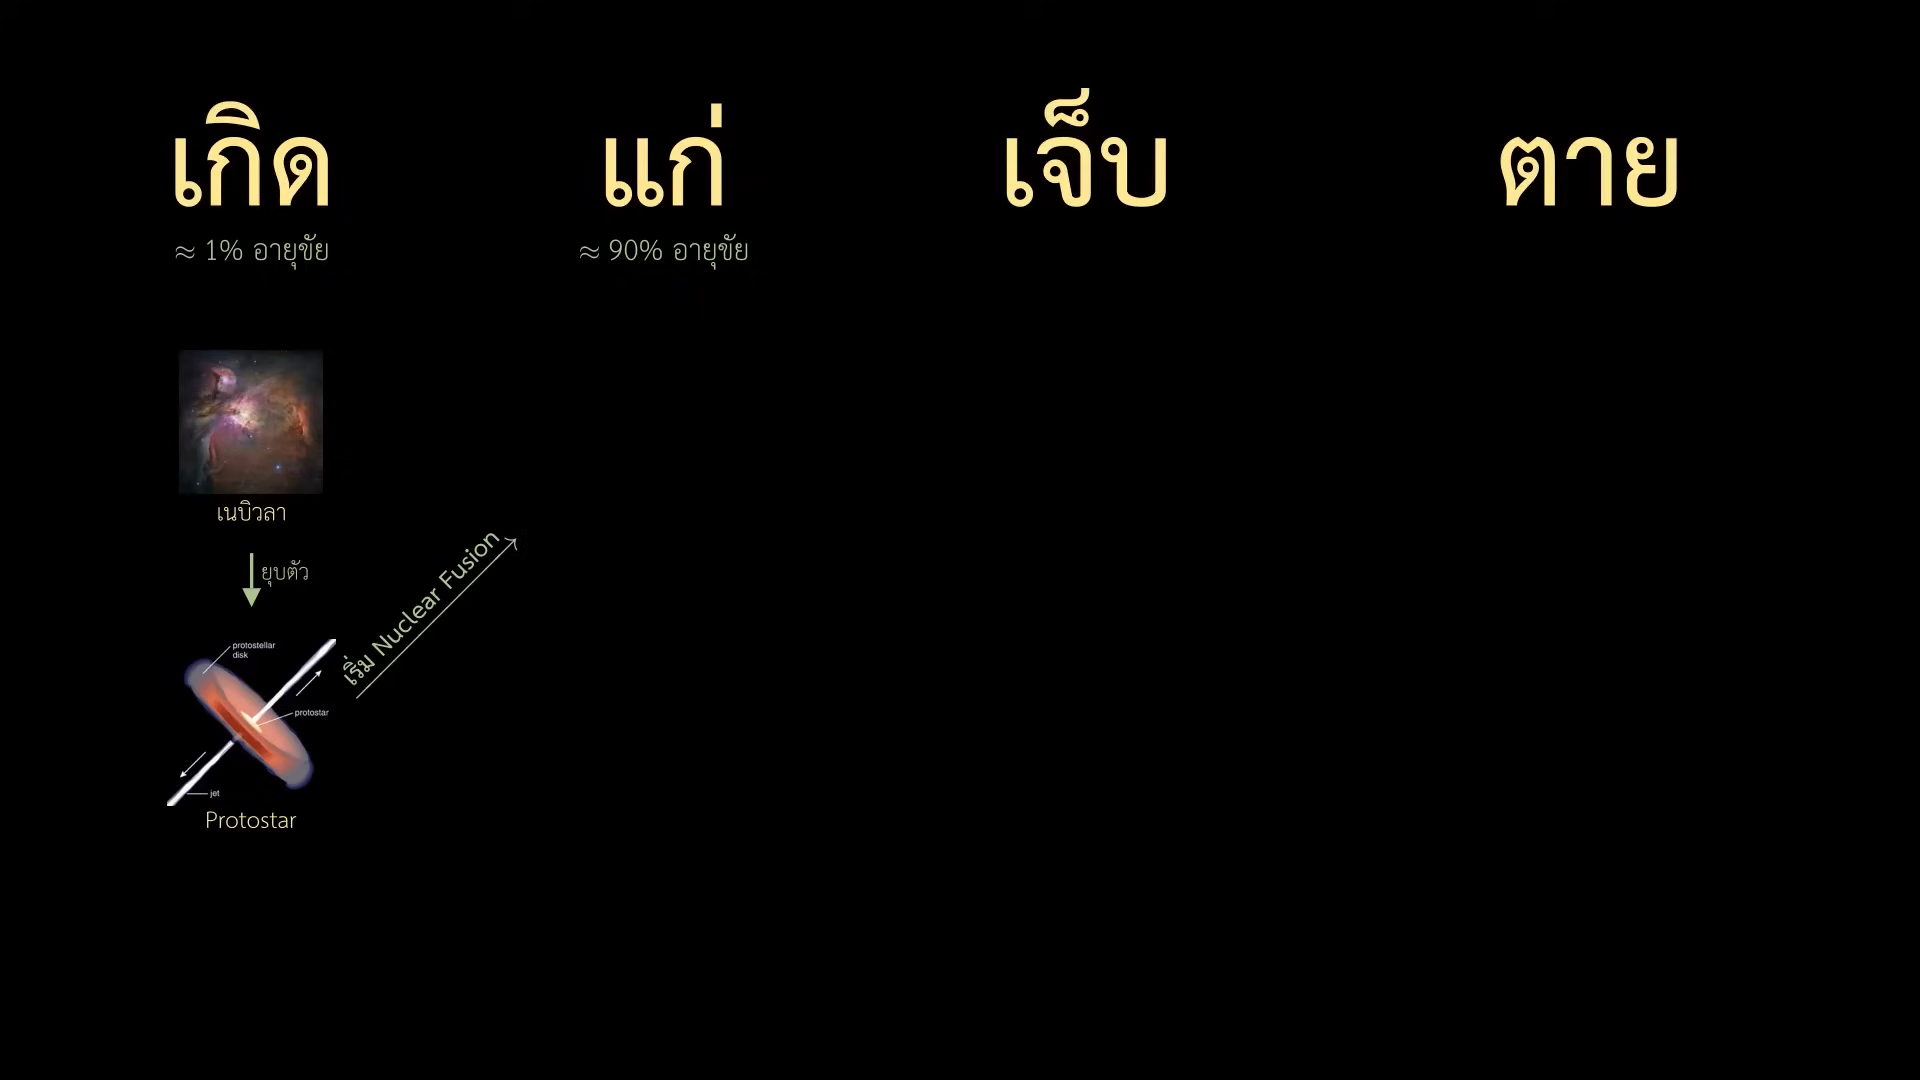 เกิด
แก่
เจ็บ
ตาย
≈ 1% อายุขัย
≈ 90% อายุขัย
เนบิวลา
ยุบตัว
เริ่ม Nuclear Fusion
protostellar
disk
protostar
jet
Protostar